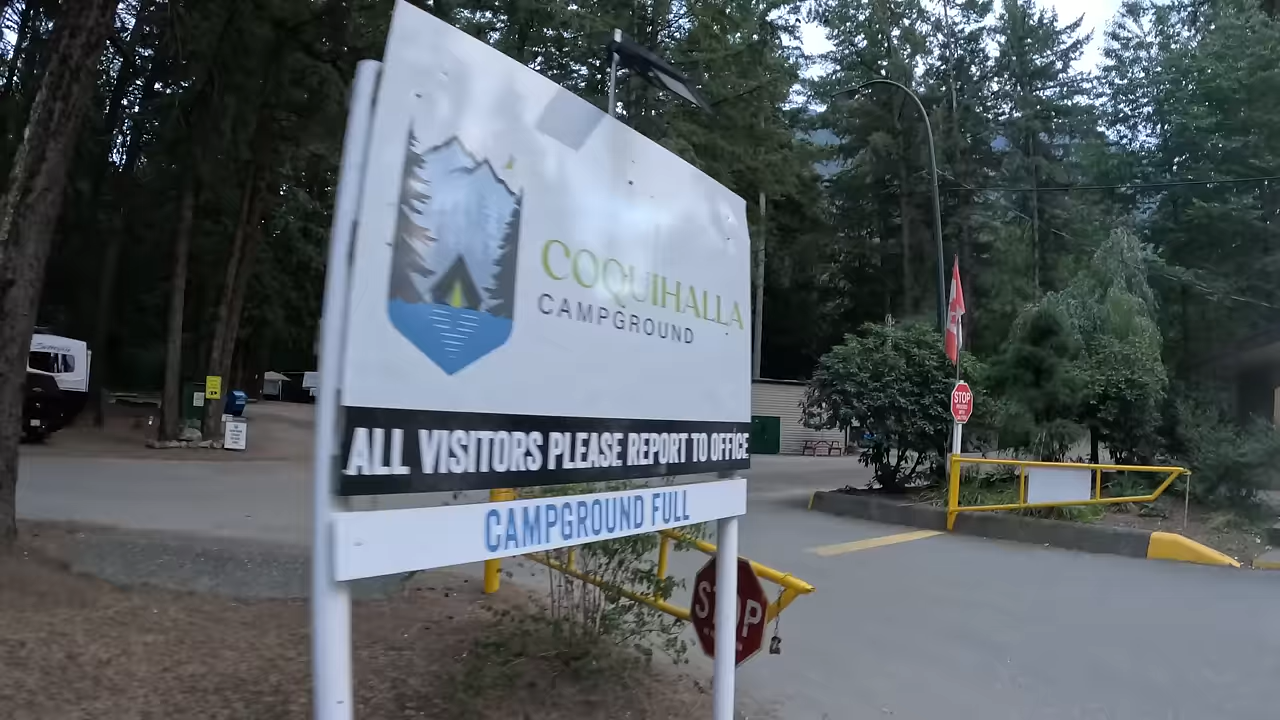 COQUIHALLA
CAMPGROUND
ALL VISITORS PLEASE REPORT TO OFFICE
CAMPGROUND FULL
STOP
STOP